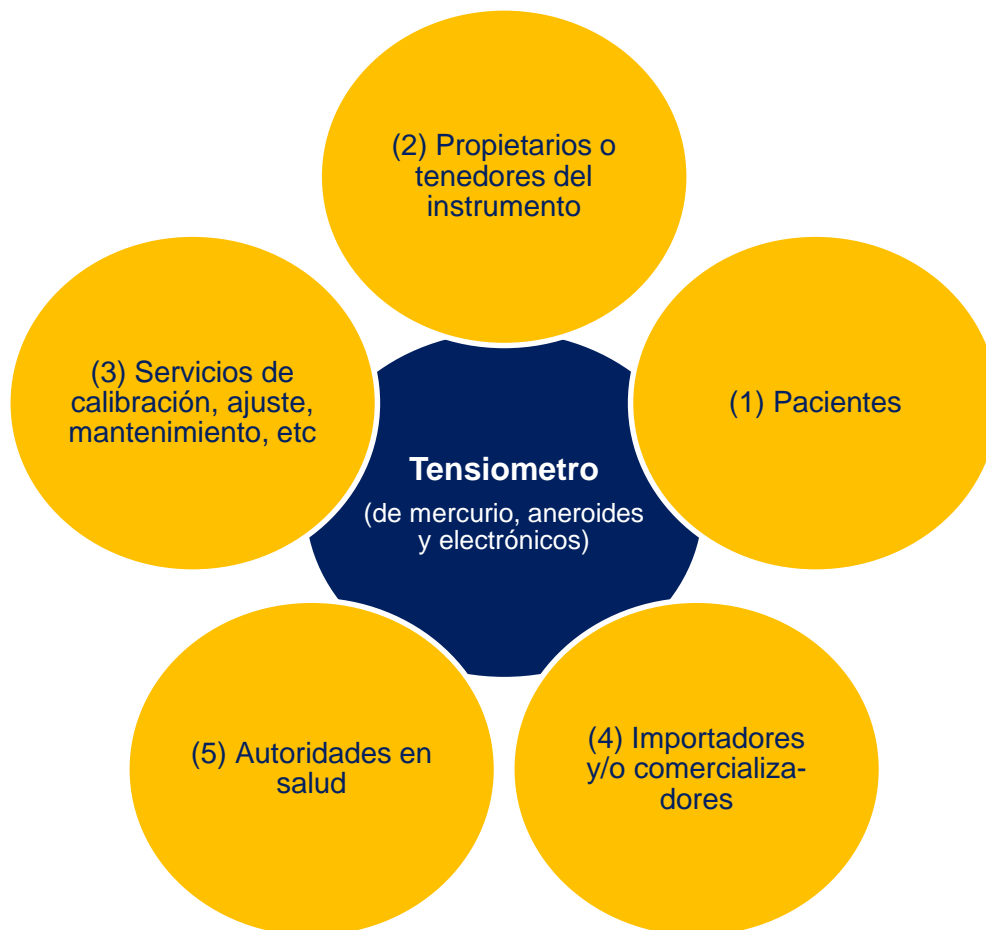 (2) Propietarios o
tenedores del
instrumento
(3) Servicios de
calibración, ajuste,
mantenimiento, etc
(1) Pacientes
Tensiometro
(de mercurio, aneroides
y electrónicos)
(5) Autoridades en
salud
(4) Importadores
y/o comercializa-
dores